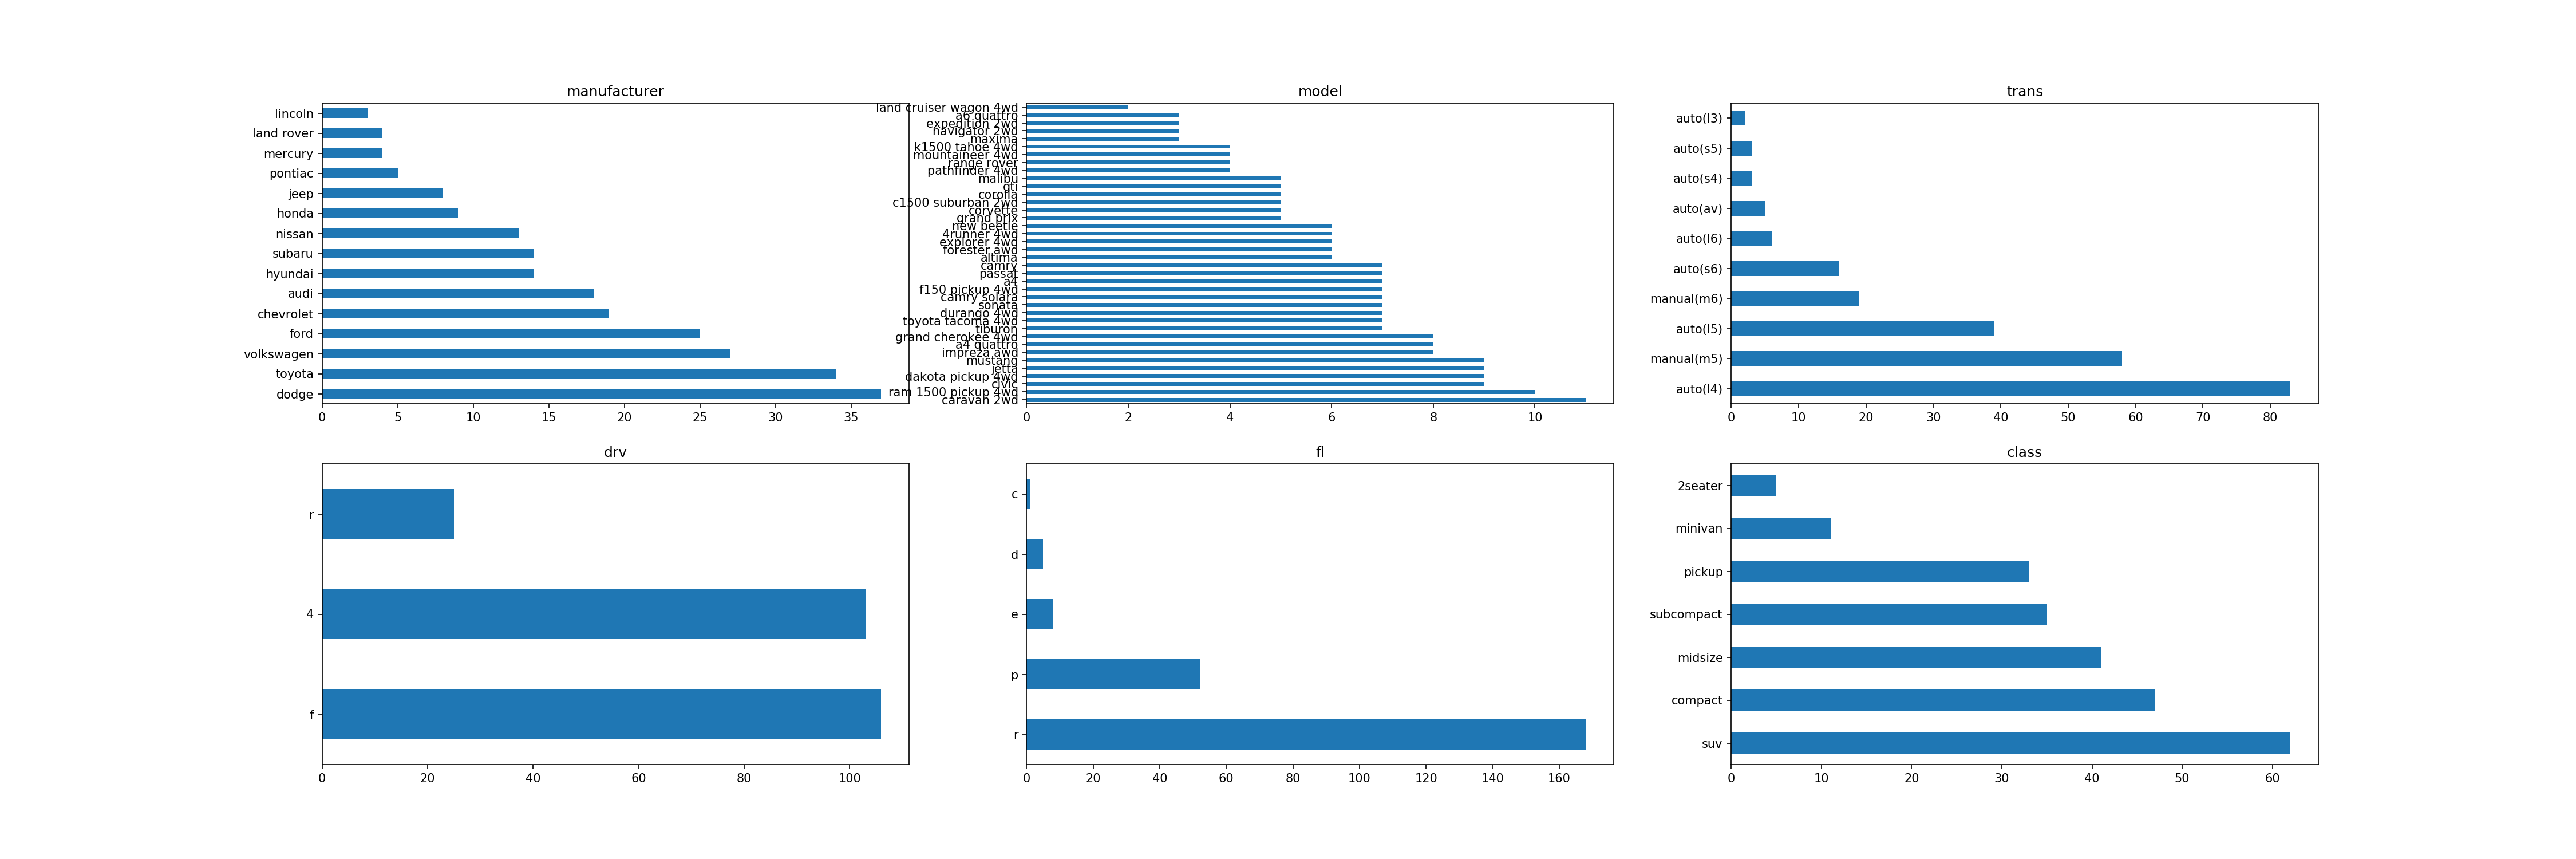 manufacturer
lincoln
land rover
mercury
pontiac
jeep
honda
nissan
subaru
hyundai
audi
chevrolet
ford
volkswagen
toyota
dodge
0 5 10 15 20 25 30 35
model
land cruiser wagon 4wd
a6 quattro
expedition 2wd
navigator 2wd
maxima
k1500 tahoe 4wd
mountaineer 4wd
range rover
pathfinder 4wd
malibu
gti
corolla
c1500 suburban 2wd
corvette
grand prix
new beetle
4runner 4wd
explorer 4wd
forester awd
altima
camry
passat
a4
f150 pickup 4wd
camry solara
sonata
durango 4wd
toyota tacoma 4wd
tiburon
grand cherokee 4wd
a4 quattro
impreza awd
mustang
jetta
dakota pickup 4wd
civic
ram 1500 pickup 4wd
caravan 2wd
0 2 4 6 8 10
trans
auto(l3)
auto(s5)
auto(s4)
auto(av)
auto(l6)
auto(s6)
manual(m6)
auto(l5)
manual(m5)
auto(l4)
0 10 20 30 40 50 60 70 80
drv
r
4
f
0 20 40 60 80 100
fl
c
d
e
p
r
0 20 40 60 80 100 120 140 160
class
2seater
minivan
pickup
subcompact
midsize
compact
suv
0 10 20 30 40 50 60